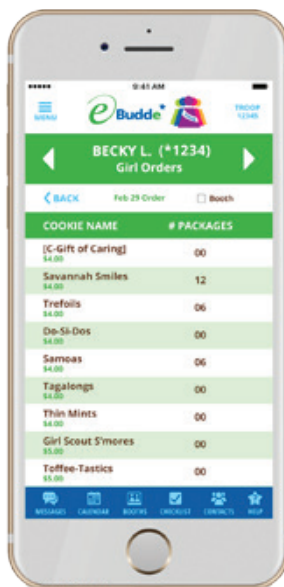 9:41 AM
MENU
eBudde
TROOP
12345
BECKY L. (*1234)
Girl Orders
BACK Feb 29 Order Booth
COOKIE NAME # PACKAGES
[C-Gift of Caring] 00
$4.00
Savannah Smiles 12
$4.00
Trefoils 06
$4.00
Do-Si-Dos 00
$4.00
Samoas 06
$4.00
Tagalongs 00
$4.00
Thin Mints 00
$4.00
Girl Scout S'mores 00
$5.00
Toffee-Tastics 00
$5.00
MESSAGES CALENDAR BOOTHS CHECKLIST CONTACTS HELP